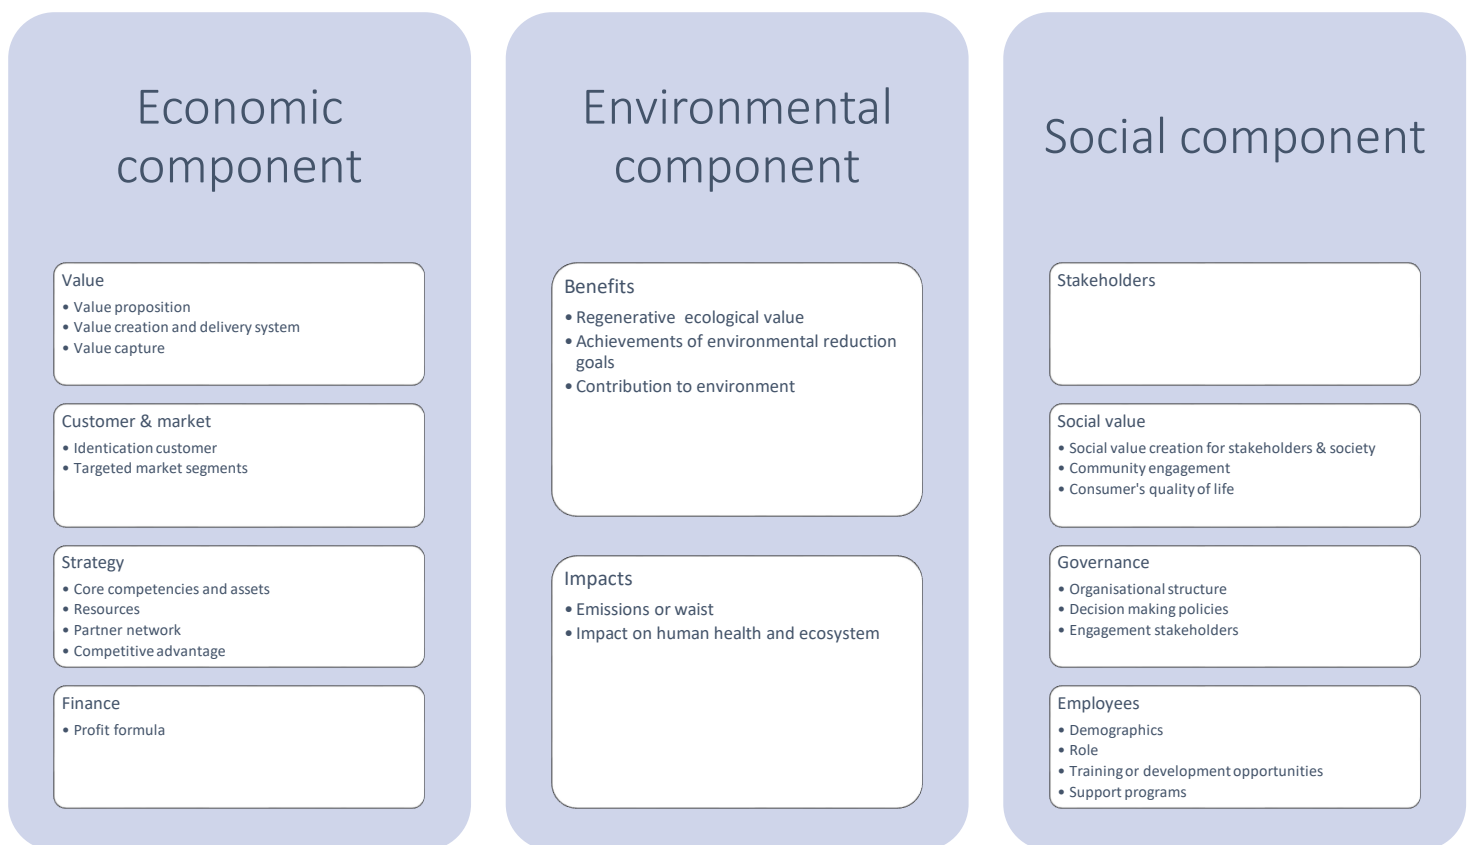 Economic
component
Value
• Value proposition
• Value creation and delivery system
• Value capture
Customer & market
• Identication customer
• Targeted market segments
Strategy
• Core competencies and assets
• Resources
• Partner network
• Competitive advantage
Finance
• Profit formula
Environmental
component
Benefits
• Regenerative ecological value
• Achievements of environmental reduction
goals
• Contribution to environment
Impacts
• Emissions or waist
• Impact on human health and ecosystem
Social component
Stakeholders
Social value
• Social value creation for stakeholders & society
• Community engagement
• Consumer's quality of life
Governance
• Organisational structure
• Decision making policies
• Engagement stakeholders
Employees
• Demographics
• Role
• Training or development opportunities
• Support programs